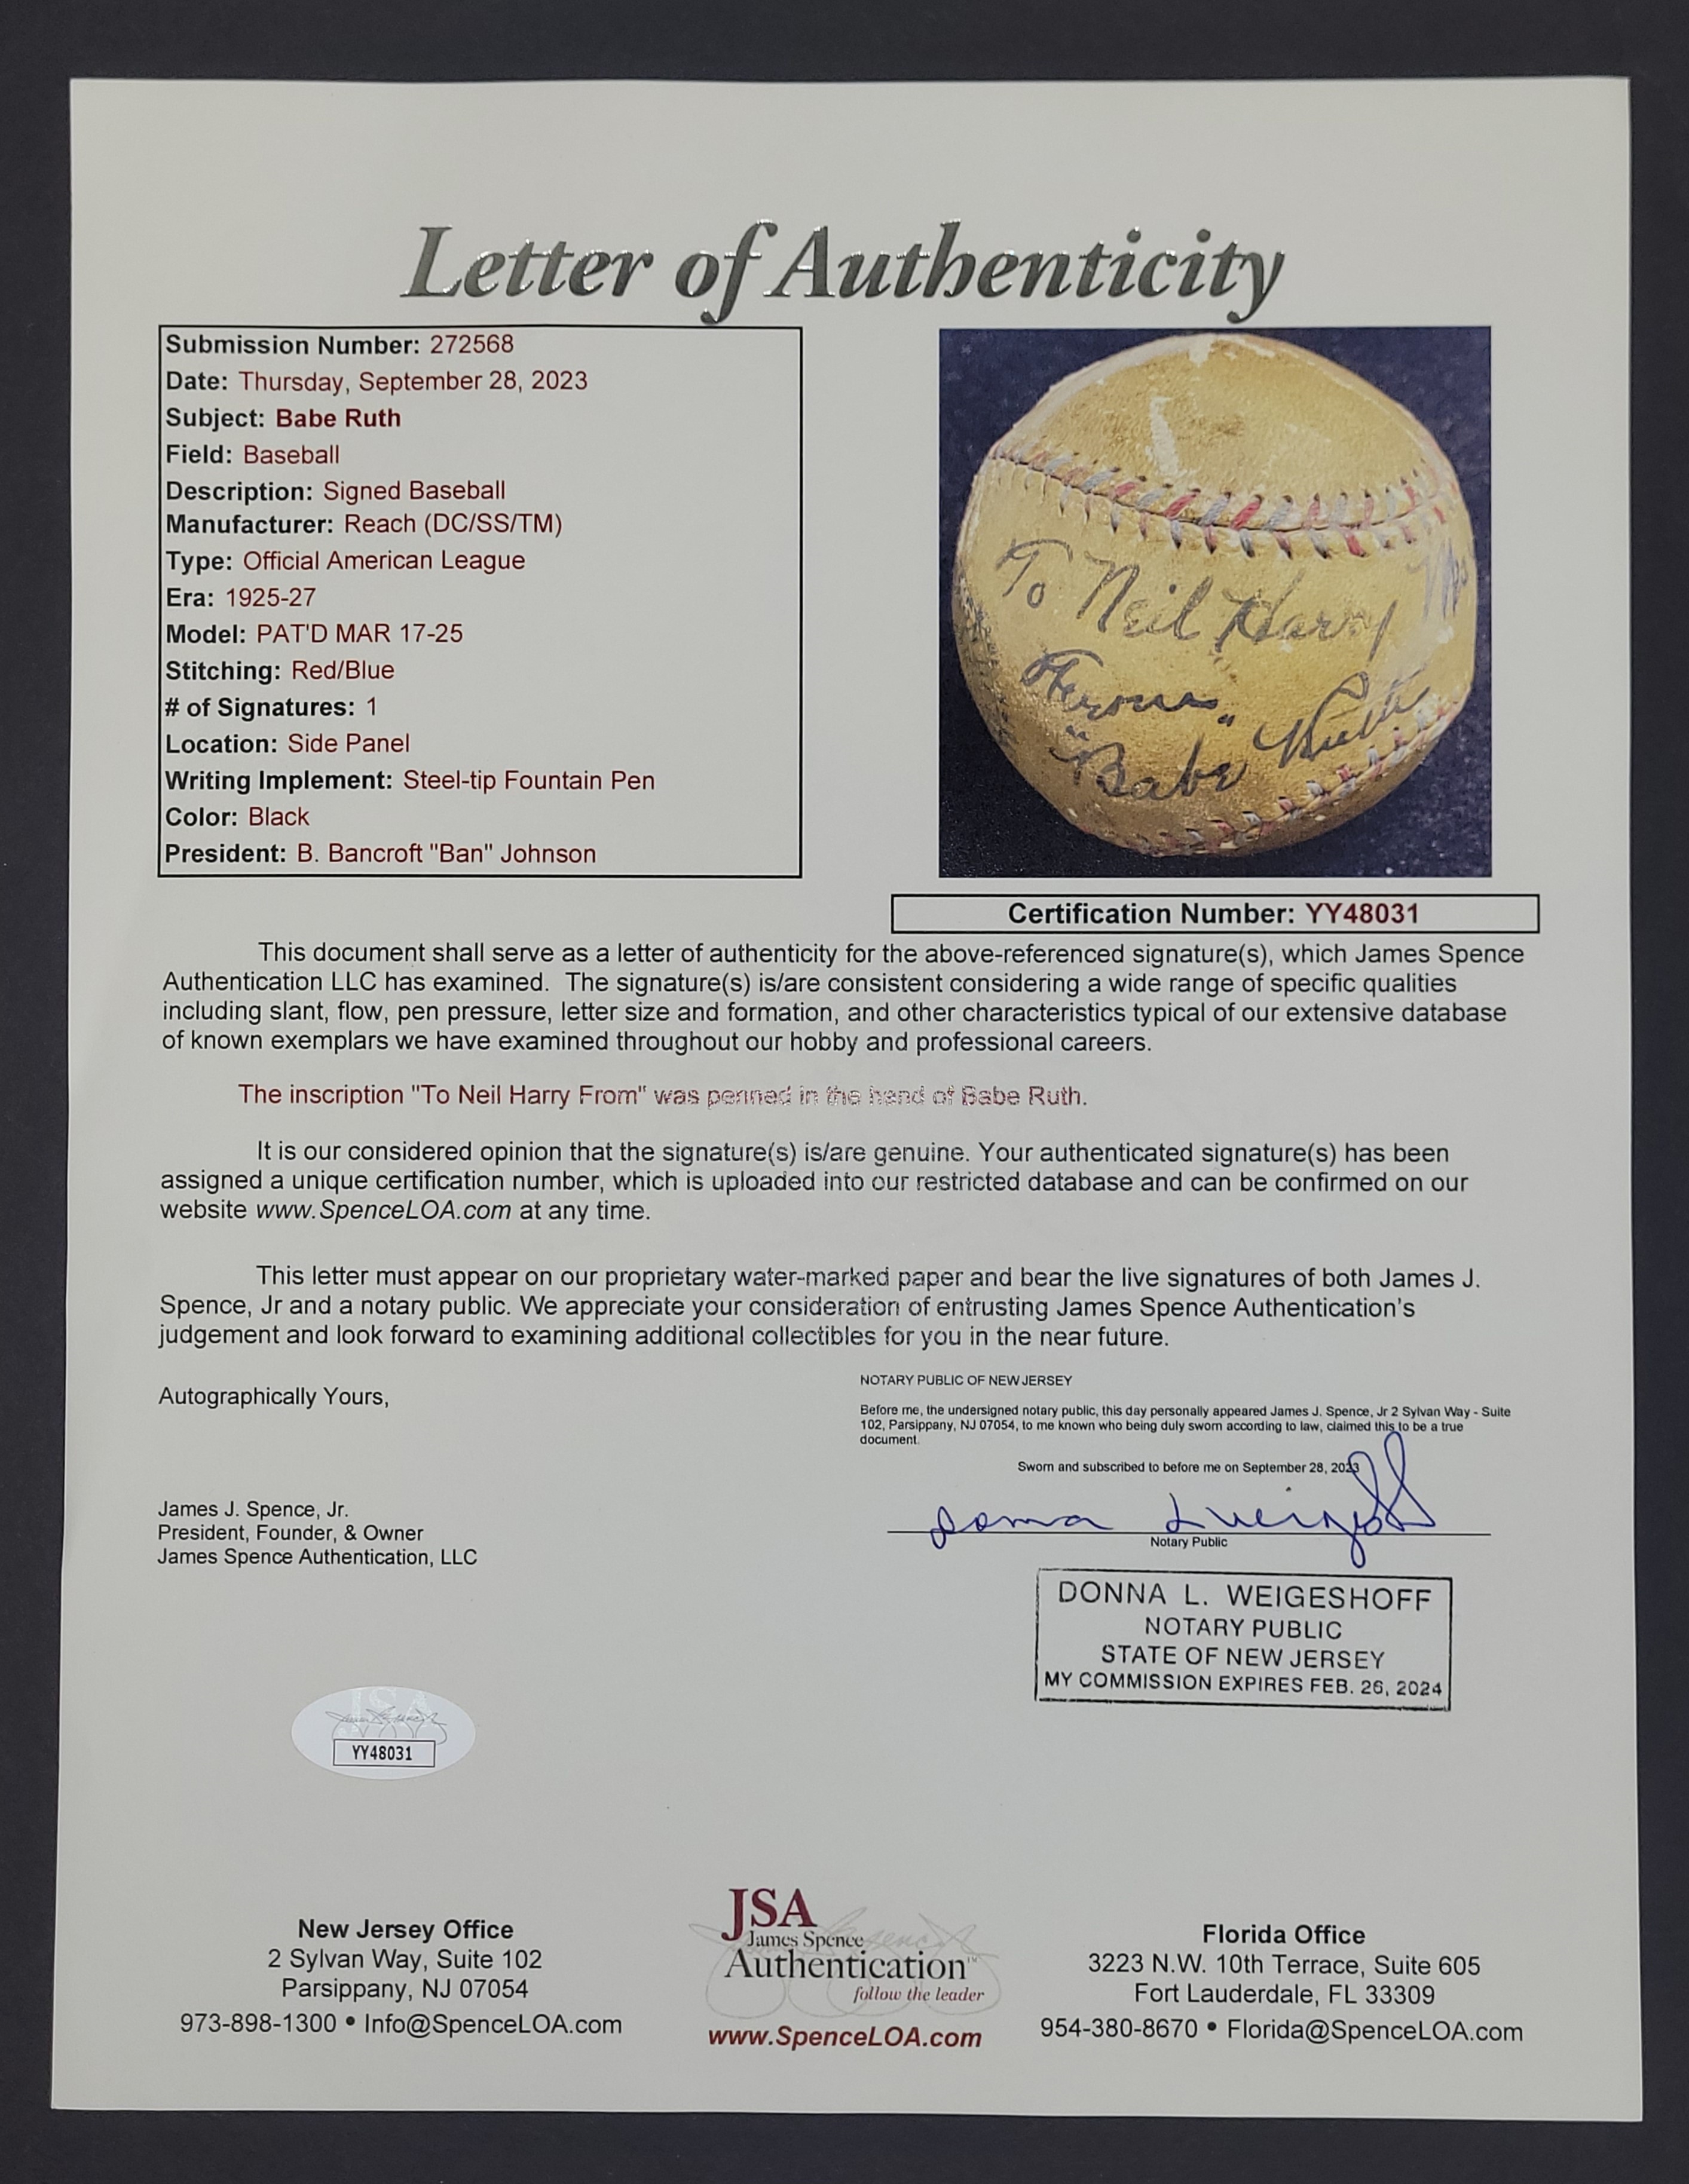 Letter of Authenticity
Submission Number: 272568
Date: Thursday, September 28, 2023
Subject: Babe Ruth
Field: Baseball
Description: Signed Baseball
Manufacturer: Reach (DC/SS/TM)
Type: Official American League
Era: 1925-27
Model: PAT'D MAR 17-25
Stitching: Red/Blue
# of Signatures: 1
Location: Side Panel
Writing Implement: Steel-tip Fountain Pen
Color: Black
President: B. Bancroft "Ban" Johnson
To Neil Harry
From
"Babe" Ruth
Certification Number: YY48031
This document shall serve as a letter of authenticity for the above-referenced signature(s), which James Spence
Authentication LLC has examined. The signature(s) is/are consistent considering a wide range of specific qualities
including slant, flow, pen pressure, letter size and formation, and other characteristics typical of our extensive database
of known exemplars we have examined throughout our hobby and professional careers.
The inscription "To Neil Harry From" was penned in the hand of Babe Ruth.
It is our considered opinion that the signature(s) is/are genuine. Your authenticated signature(s) has been
assigned a unique certification number, which is uploaded into our restricted database and can be confirmed on our
website www.SpenceLOA.com at any time.
This letter must appear on our proprietary water-marked paper and bear the live signatures of both James J.
Spence, Jr and a notary public. We appreciate your consideration of entrusting James Spence Authentication's
judgement and look forward to examining additional collectibles for you in the near future.
Autographically Yours,
James J. Spence, Jr.
President, Founder, & Owner
James Spence Authentication, LLC
NOTARY PUBLIC OF NEW JERSEY
Before me, the undersigned notary public, this day personally appeared James J. Spence, Jr 2 Sylvan Way - Suite
102, Parsippany, NJ 07054, to me known who being duly sworn according to law, claimed this to be a true
document.
Sworn and subscribed to before me on September 28, 2023
Donna L Weigeshoff
Notary Public
DONNA L. WEIGESHOFF
NOTARY PUBLIC
STATE OF NEW JERSEY
MY COMMISSION EXPIRES FEB. 26, 2024
JSA
YY48031
New Jersey Office
2 Sylvan Way, Suite 102
Parsippany, NJ 07054
973-898-1300 • Info@SpenceLOA.com
JSA
James Spence
Authentication™
follow the leader
www.SpenceLOA.com
Florida Office
3223 N.W. 10th Terrace, Suite 605
Fort Lauderdale, FL 33309
954-380-8670 • Florida@SpenceLOA.com